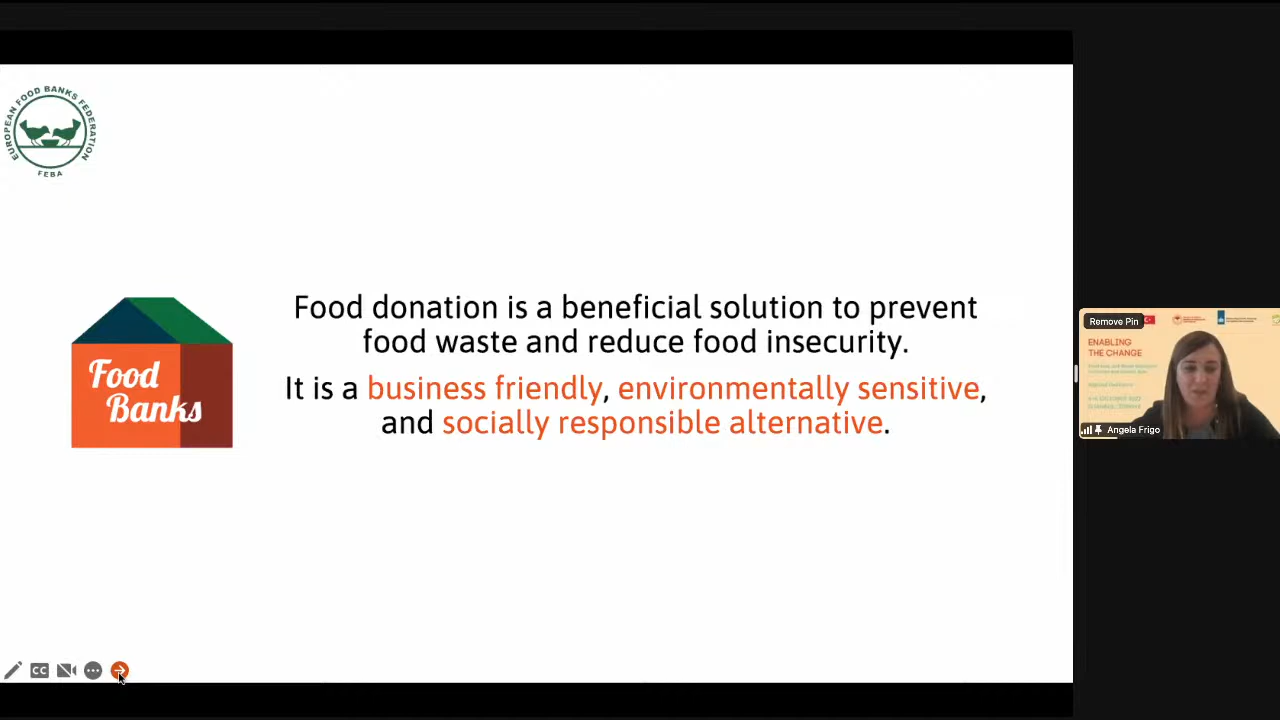 EUROPEAN FOOD BANKS FEDERATION
FEBA
Food donation is a beneficial solution to prevent
food waste and reduce food insecurity.
It is a business friendly, environmentally sensitive,
and socially responsible alternative.
Food
Banks
CC
Remove Pin
ENABLING
THE CHANGE
Angela Frigo